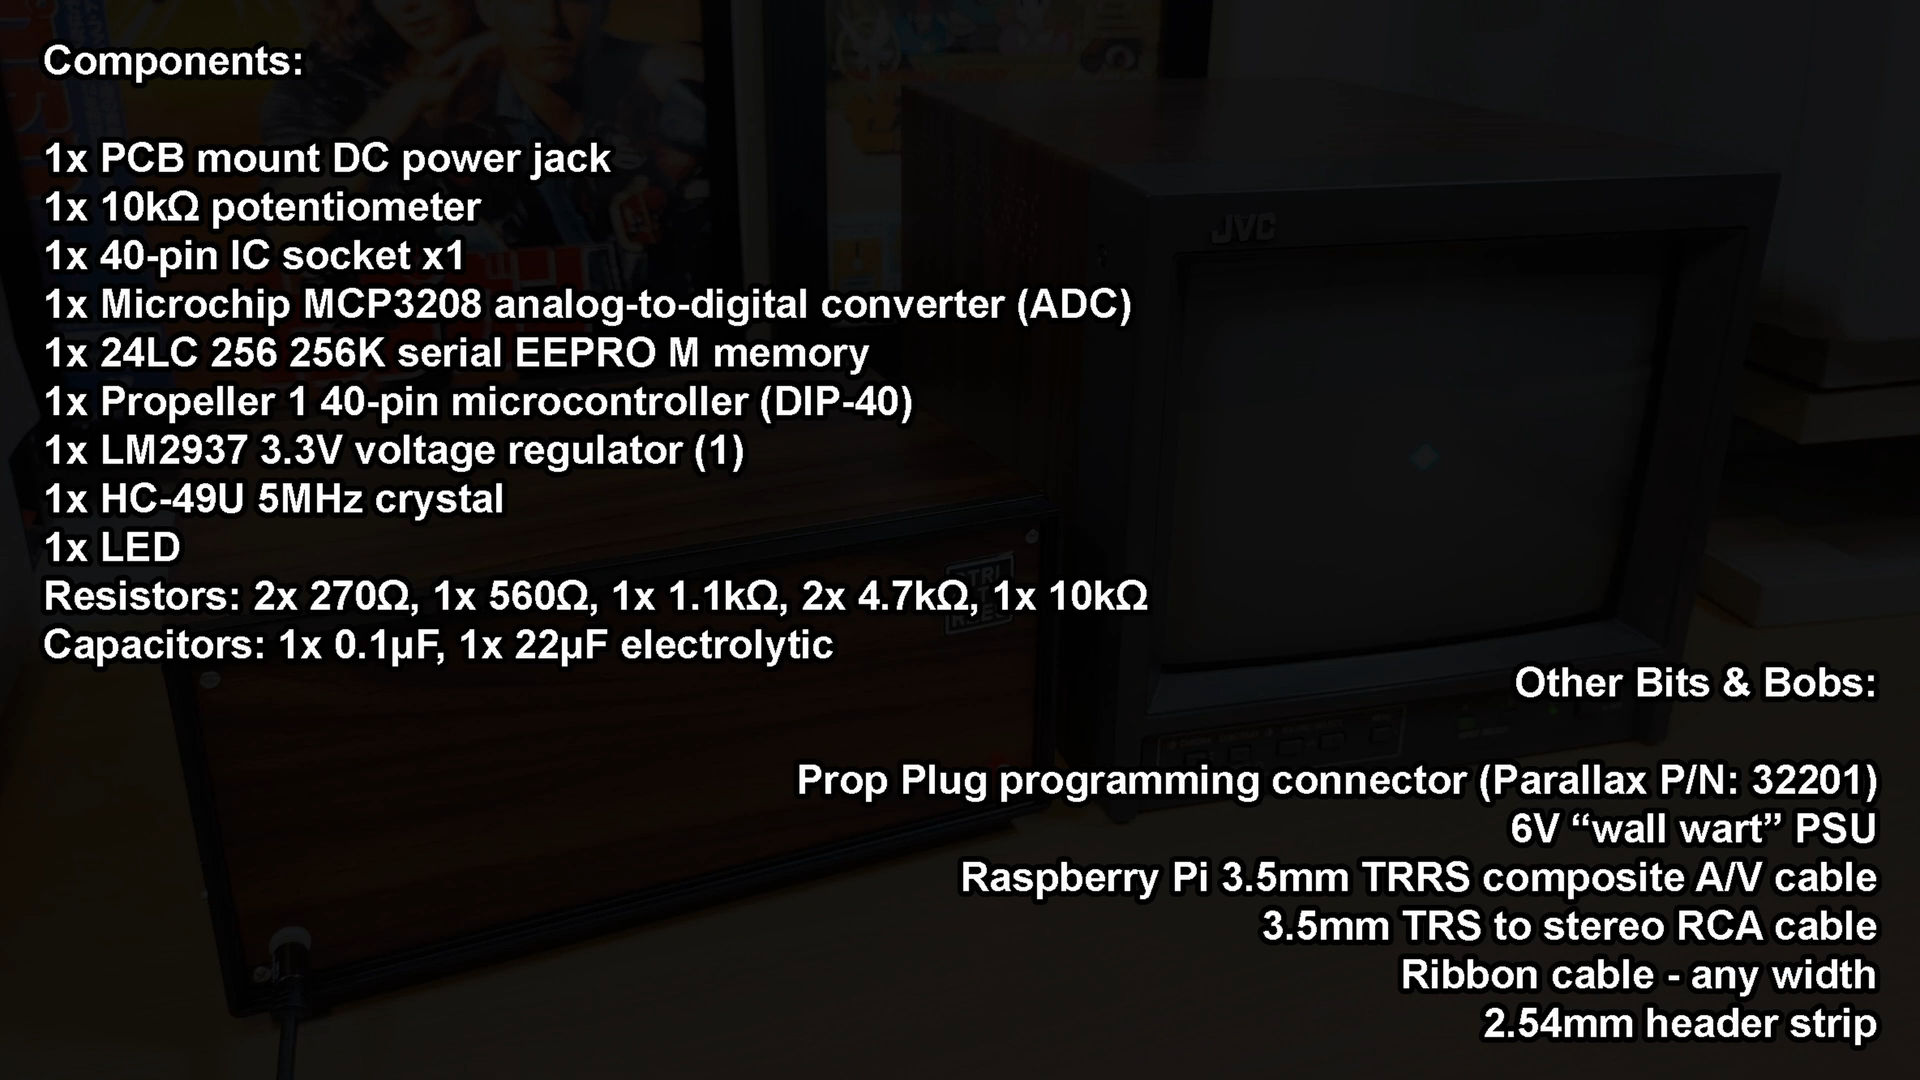 Components:
1x PCB mount DC power jack
1x 10kΩ potentiometer
1x 40-pin IC socket x1
1x Microchip MCP3208 analog-to-digital converter (ADC)
1x 24LC 256 256K serial EEPRO M memory
1x Propeller 1 40-pin microcontroller (DIP-40)
1x LM2937 3.3V voltage regulator (1)
1x HC-49U 5MHz crystal
1x LED
Resistors: 2x 270Ω, 1x 560Ω, 1x 1.1kΩ, 2x 4.7kΩ, 1x 10kΩ
Capacitors: 1x 0.1µF, 1x 22µF electrolytic
Other Bits & Bobs:
Prop Plug programming connector (Parallax P/N: 32201)
6V “wall wart” PSU
Raspberry Pi 3.5mm TRRS composite A/V cable
3.5mm TRS to stereo RCA cable
Ribbon cable - any width
2.54mm header strip
JVC